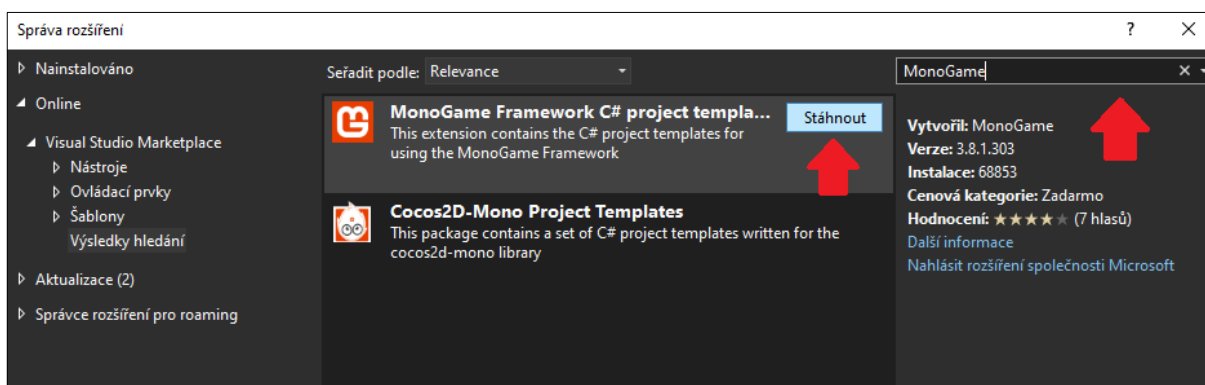 Správa rozšíření
?
Nainstalováno
Online
Visual Studio Marketplace
Nástroje
Ovládací prvky
Šablony
Výsledky hledání
Aktualizace (2)
Správce rozšíření pro roaming
Seřadit podle: Relevance
MonoGame Framework C# project templa...
Stáhnout
This extension contains the C# project templates for
using the MonoGame Framework
Cocos2D-Mono Project Templates
This package contains a set of C# project templates written for the
cocos2d-mono library
MonoGame
Vytvořil: MonoGame
Verze: 3.8.1.303
Instalace: 68853
Cenová kategorie: Zadarmo
Hodnocení: ★★★★★ (7 hlasů)
Další informace
Nahlásit rozšíření společnosti Microsoft